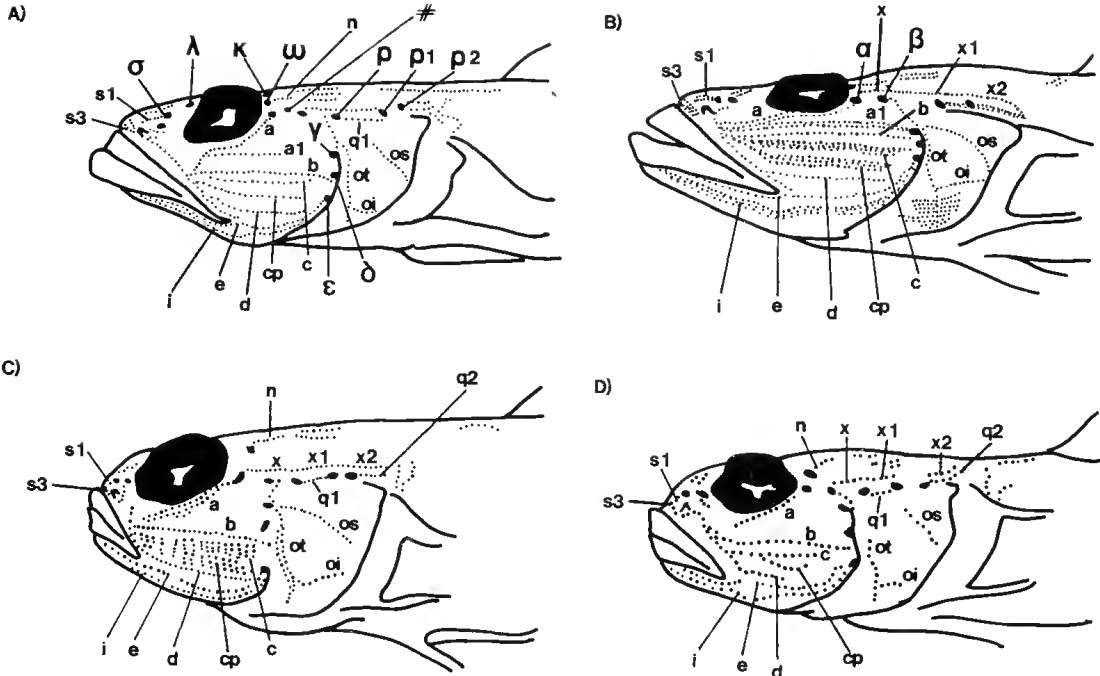 A)
σ λ κ ω n # ρ ρ1 ρ2
s1
s3
a γ q1
a1 os
b ot
oi
i e d cp c ε δ
B)
s3 s1 α x β x1
x2
a a1 b
ot os
oi
i e d cp c
C)
n q2
s1 x x1 x2
s3
a q1
b os
ot
oi
i e d cp c
D)
n x x1 x2 q2
s1
s3
^
a q1
b os
c ot
oi
i e d cp